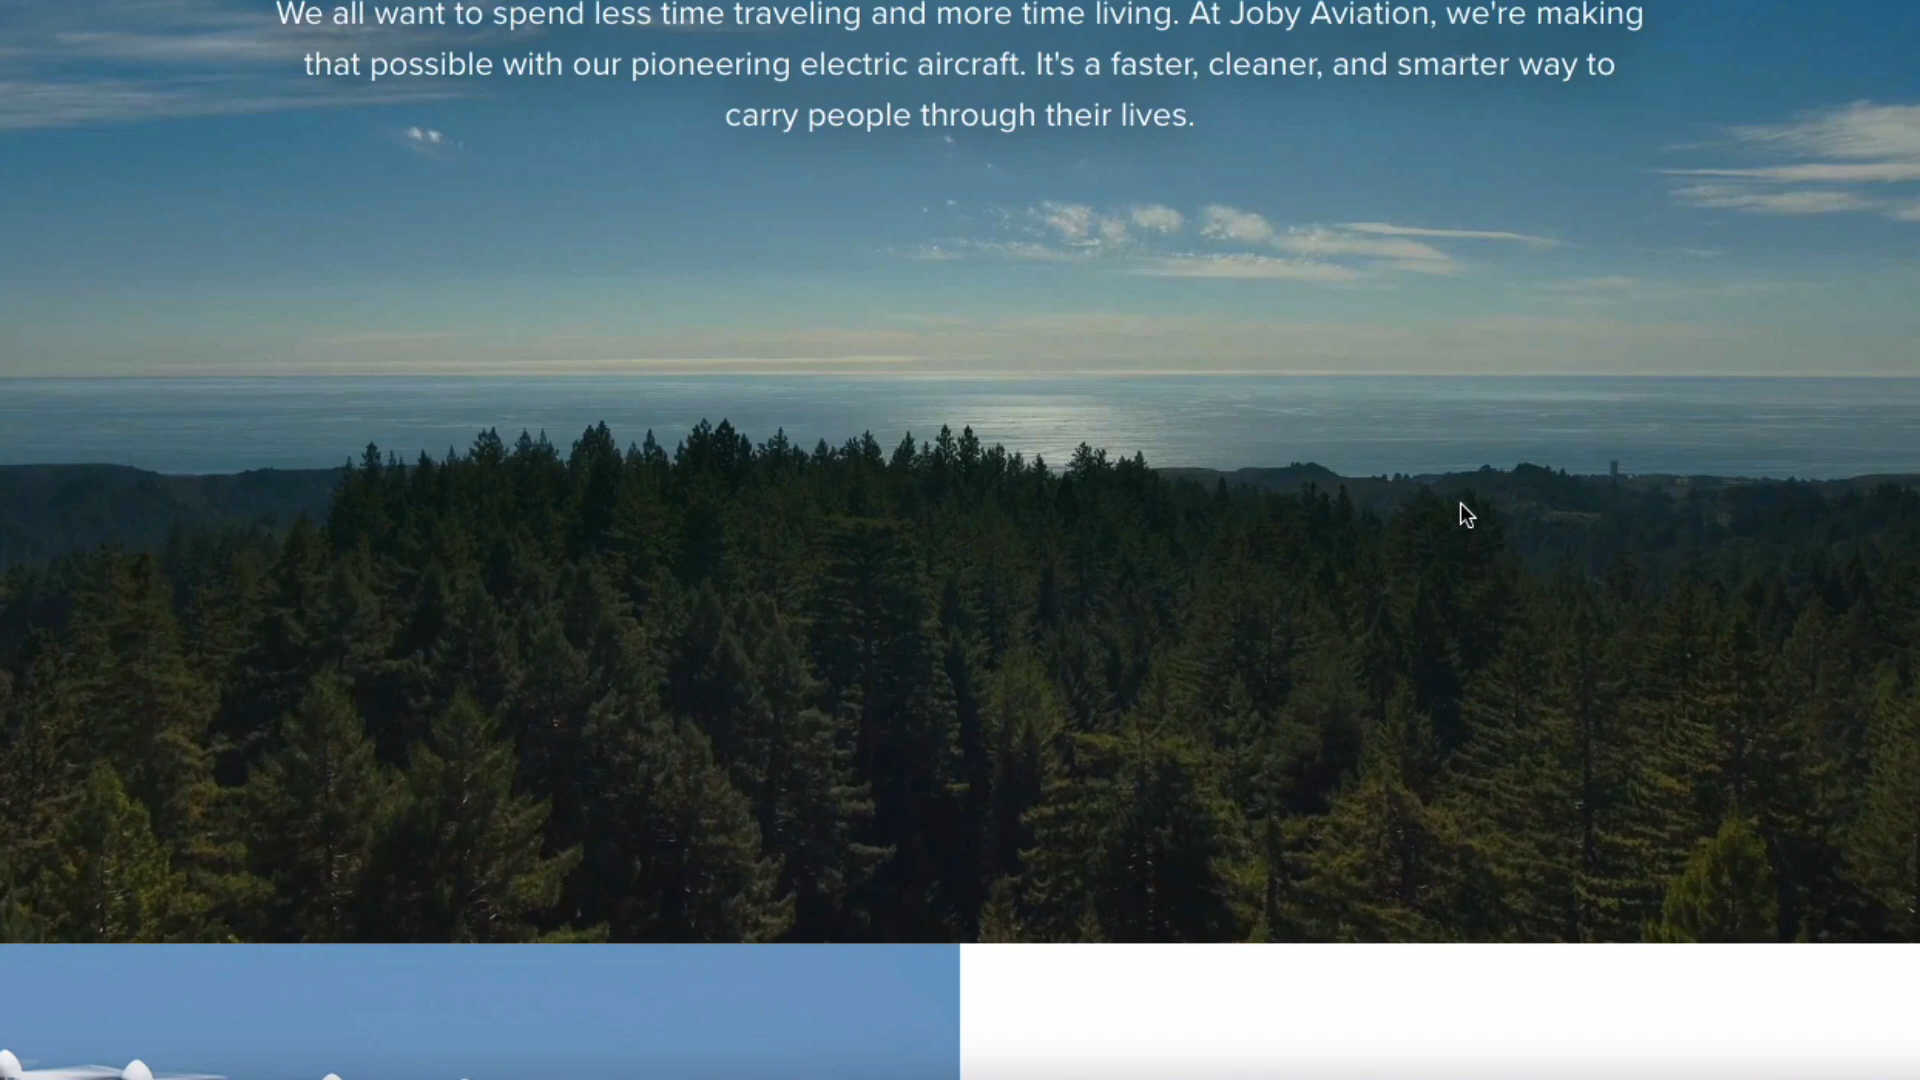 We all want to spend less time traveling and more time living. At Joby Aviation, we're making
that possible with our pioneering electric aircraft. It's a faster, cleaner, and smarter way to
carry people through their lives.